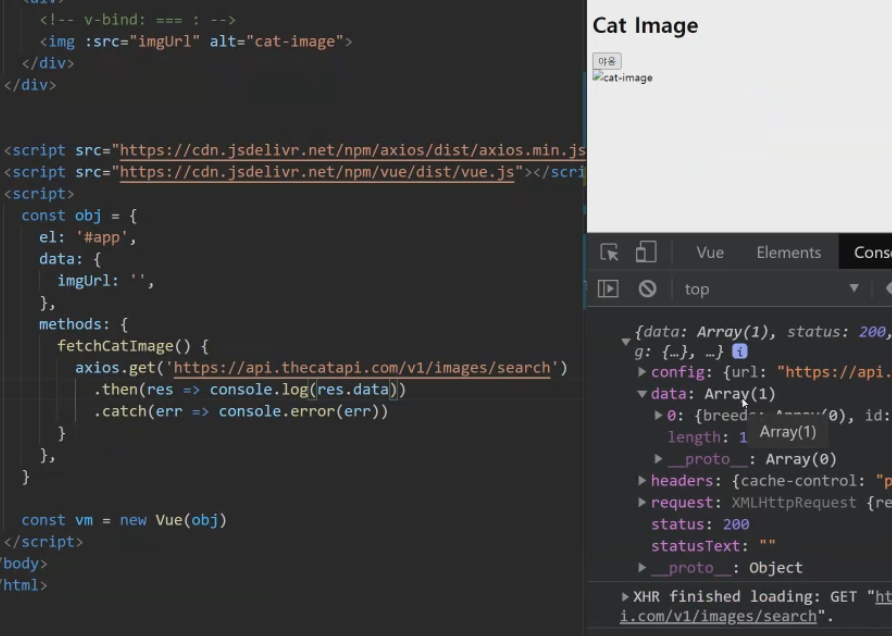 <div>
<!-- v-bind: === : -->
<img :src="imgUrl" alt="cat-image">
</div>
</div>
<script src="https://cdn.jsdelivr.net/npm/axios/dist/axios.min.js
<script src="https://cdn.jsdelivr.net/npm/vue/dist/vue.js"></scri
<script>
const obj = {
el: '#app',
data: {
imgUrl: '',
},
methods: {
fetchCatImage() {
axios.get('https://api.thecatapi.com/v1/images/search')
.then(res => console.log(res.data))
.catch(err => console.error(err))
}
},
}
const vm = new Vue(obj)
</script>
/body>
/html>
Cat Image
야옹
cat-image
Vue Elements Conso
top
{data: Array(1), status: 200,
g: {…}, …} i
config: {url: "https://api.
data: Array(1)
0: {breeds: Array(0), id:
length: 1
Array(1)
__proto__: Array(0)
headers: {cache-control: "p
request: XMLHttpRequest {re
status: 200
statusText: ""
__proto__: Object
XHR finished loading: GET "ht
i.com/v1/images/search".